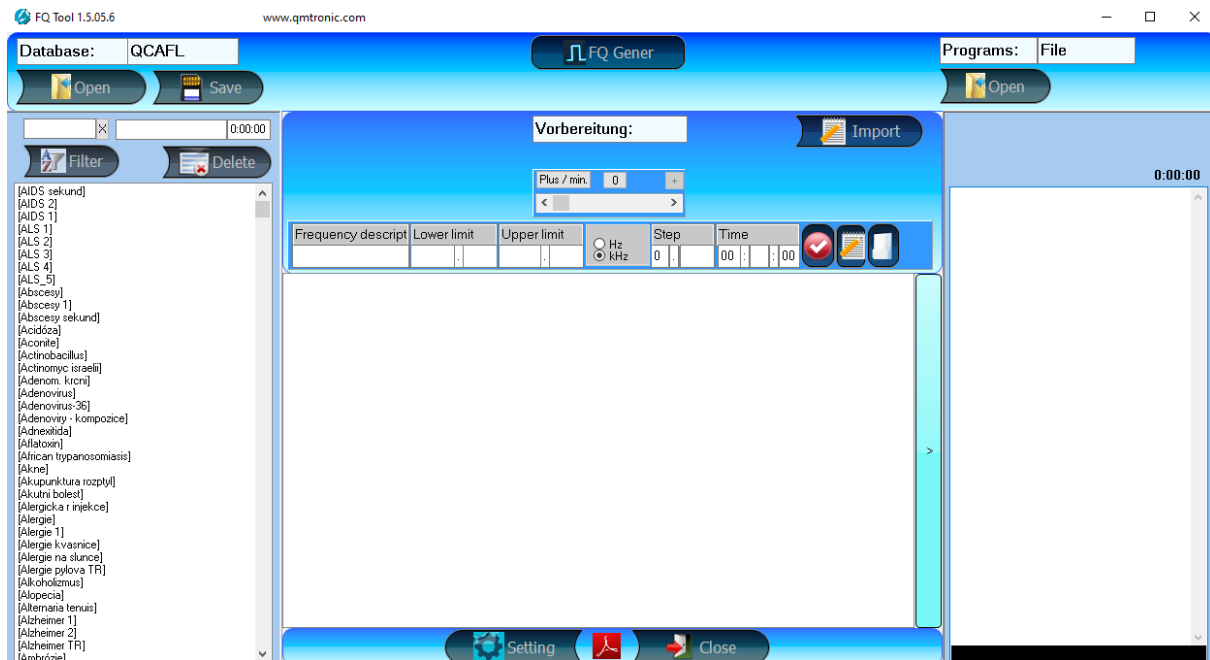 FQ Tool 1.5.05.6
www.qmtronic.com
Database: QCAFL
FQ Gener
Programs: File
Open
Save
Open
X
0:00:00
Vorbereitung:
Import
Filter
Delete
0:00:00
Plus / min. 0 +
< >
Frequency descript Lower limit Upper limit Hz Step Time
. . kHz 0 . 00 : : 00
[AIDS sekund]
[AIDS 2]
[AIDS 1]
[ALS 1]
[ALS 2]
[ALS 3]
[ALS 4]
[ALS_5]
[Abscesy]
[Abscesy 1]
[Abscesy sekund]
[Acidóza]
[Aconite]
[Actinobacillus]
[Actinomyc israelii]
[Adenom. krcni]
[Adenovirus]
[Adenovirus-36]
[Adenoviry - kompozice]
[Adnexitida]
[Aflatoxin]
[African trypanosomiasis]
[Akne]
[Akupunktura rozptyl]
[Akutni bolest]
[Alergicka r injekce]
[Alergie]
[Alergie 1]
[Alergie kvasnice]
[Alergie na slunce]
[Alergie pylova TR]
[Alkoholizmus]
[Alopecia]
[Alternaria tenuis]
[Alzheimer 1]
[Alzheimer 2]
[Alzheimer TR]
[Ambrózie]
>
Setting
Close